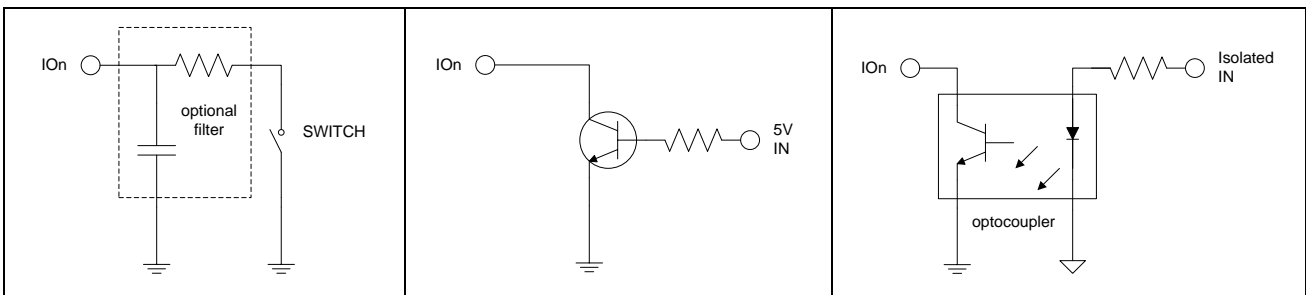 IOn
optional
filter
SWITCH
IOn
5V
IN
IOn
Isolated
IN
optocoupler